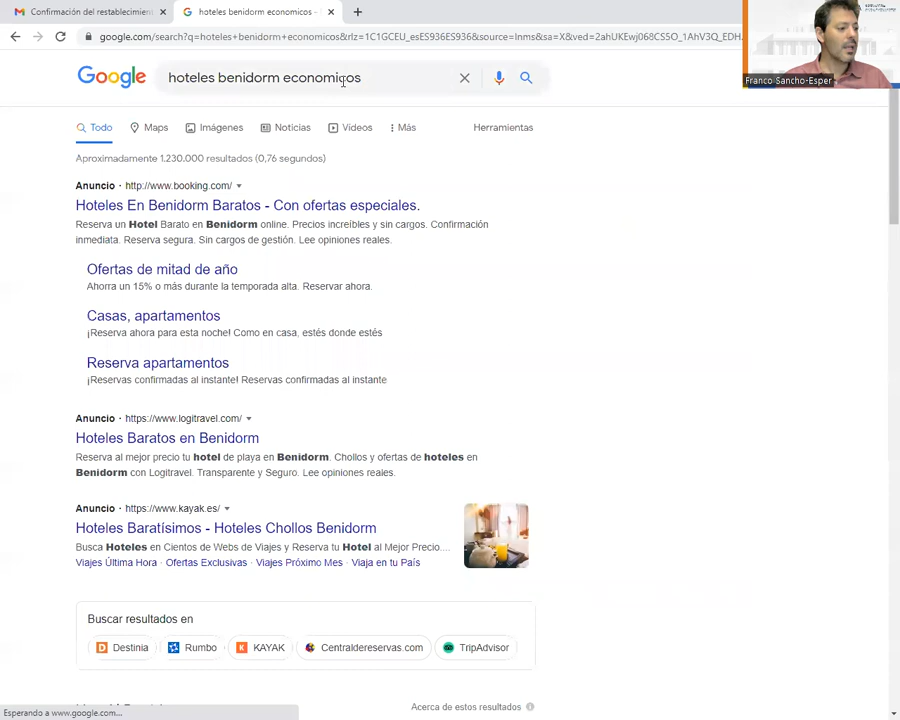 Confirmación del restablecimient
hoteles benidorm economicos -
google.com/search?q=hoteles+benidorm+economicos&rlz=1C1GCEU_esES936ES936&source=lnms&sa=X&ved=2ahUKEwj068CS5O_1AhV3Q_EDH
Franco Sancho-Esper
Google
hoteles benidorm economicos
Todo
Maps
Imágenes
Noticias
Vídeos
Más
Herramientas
Aproximadamente 1.230.000 resultados (0,76 segundos)
Anuncio · http://www.booking.com/
Hoteles En Benidorm Baratos - Con ofertas especiales.
Reserva un Hotel Barato en Benidorm online. Precios increíbles y sin cargos. Confirmación
inmediata. Reserva segura. Sin cargos de gestión. Lee opiniones reales.
Ofertas de mitad de año
Ahorra un 15% o más durante la temporada alta. Reservar ahora.
Casas, apartamentos
¡Reserva ahora para esta noche! Como en casa, estés donde estés
Reserva apartamentos
¡Reservas confirmadas al instante! Reservas confirmadas al instante
Anuncio · https://www.logitravel.com/
Hoteles Baratos en Benidorm
Reserva al mejor precio tu hotel de playa en Benidorm. Chollos y ofertas de hoteles en
Benidorm con Logitravel. Transparente y Seguro. Lee opiniones reales.
Anuncio · https://www.kayak.es/
Hoteles Baratísimos - Hoteles Chollos Benidorm
Busca Hoteles en Cientos de Webs de Viajes y Reserva tu Hotel al Mejor Precio....
Viajes Última Hora · Ofertas Exclusivas · Viajes Próximo Mes · Viaja en tu País
Buscar resultados en
Destinia
Rumbo
KAYAK
Centraldereservas.com
TripAdvisor
Acerca de estos resultados
Esperando a www.google.com...